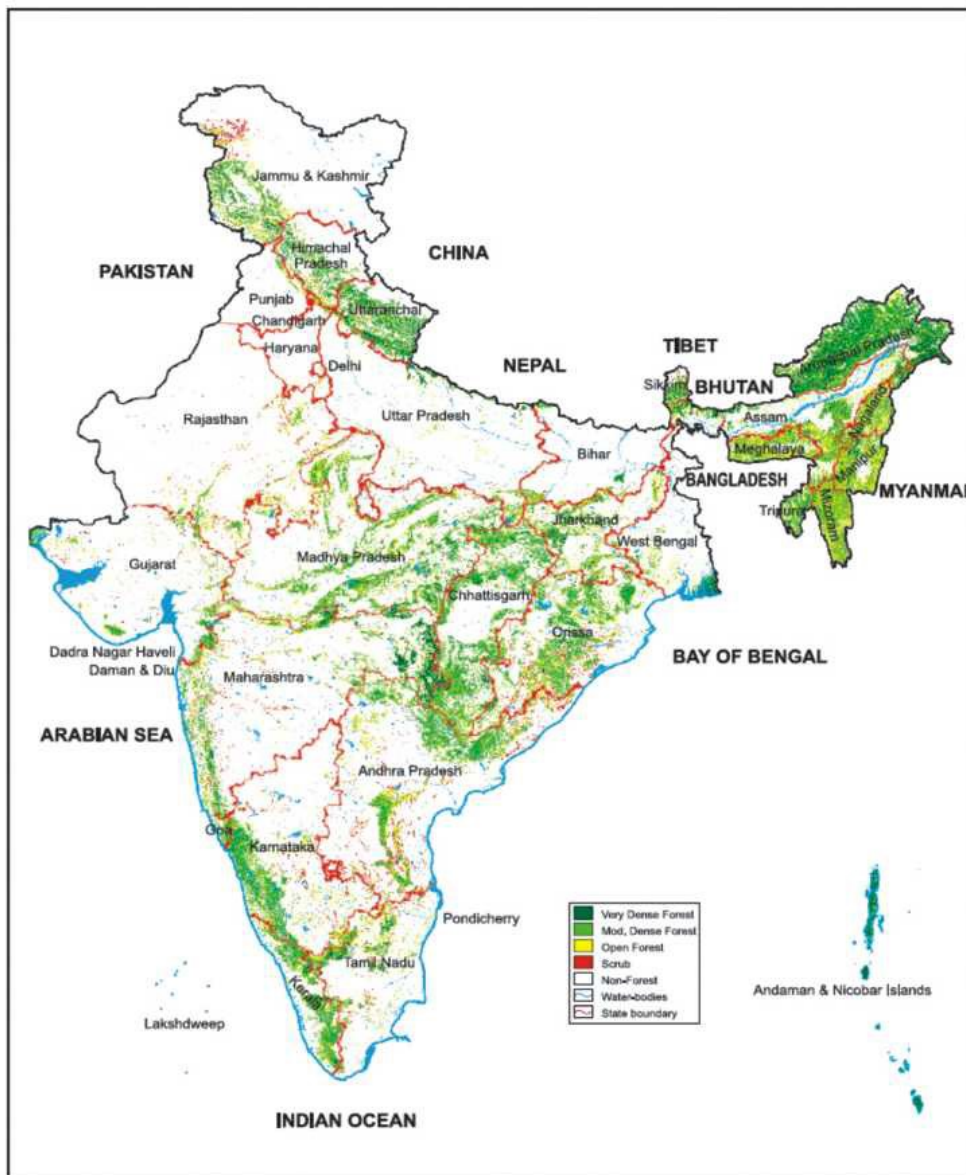 Jammu & Kashmir
Himachal
Pradesh
CHINA
PAKISTAN
Punjab
Chandigarh
Uttaranchal
Haryana
Delhi
NEPAL
TIBET
Arunachal Pradesh
Sikkim
BHUTAN
Rajasthan
Uttar Pradesh
Assam
Nagaland
Bihar
Meghalaya
Manipur
BANGLADESH
MYANMAR
Tripura
Mizoram
Jharkhand
West Bengal
Gujarat
Madhya Pradesh
Chhattisgarh
Orissa
Dadra Nagar Haveli
Daman & Diu
Maharashtra
BAY OF BENGAL
ARABIAN SEA
Andhra Pradesh
Goa
Karnataka
Pondicherry
Very Dense Forest
Mod, Dense Forest
Open Forest
Scrub
Non-Forest
Water-bodies
State boundary
Tamil Nadu
Kerala
Andaman & Nicobar Islands
Lakshdweep
INDIAN OCEAN